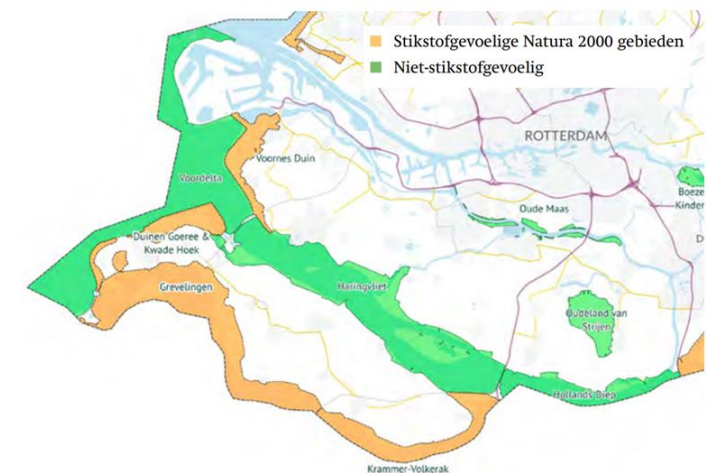 Stikstofgevoelige Natura 2000 gebieden
Niet-stikstofgevoelig
ROTTERDAM
Voornes Duin
Voordelta
Boeze
Kinder
Oude Maas
Duinen Goeree &
Kwade Hoek
D
Grevelingen
Haringvliet
Oudeland van
Strijen
Hollands Diep
Krammer-Volkerak